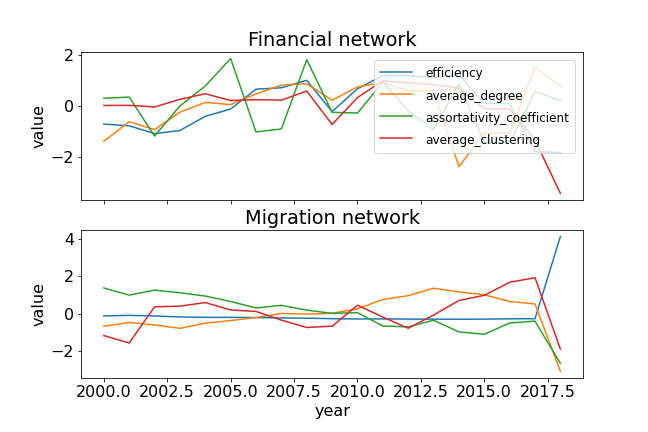 Financial network
2
0
−2
value
efficiency
average_degree
assortativity_coefficient
average_clustering
Migration network
4
2
0
−2
value
2000.0 2002.5 2005.0 2007.5 2010.0 2012.5 2015.0 2017.5
year